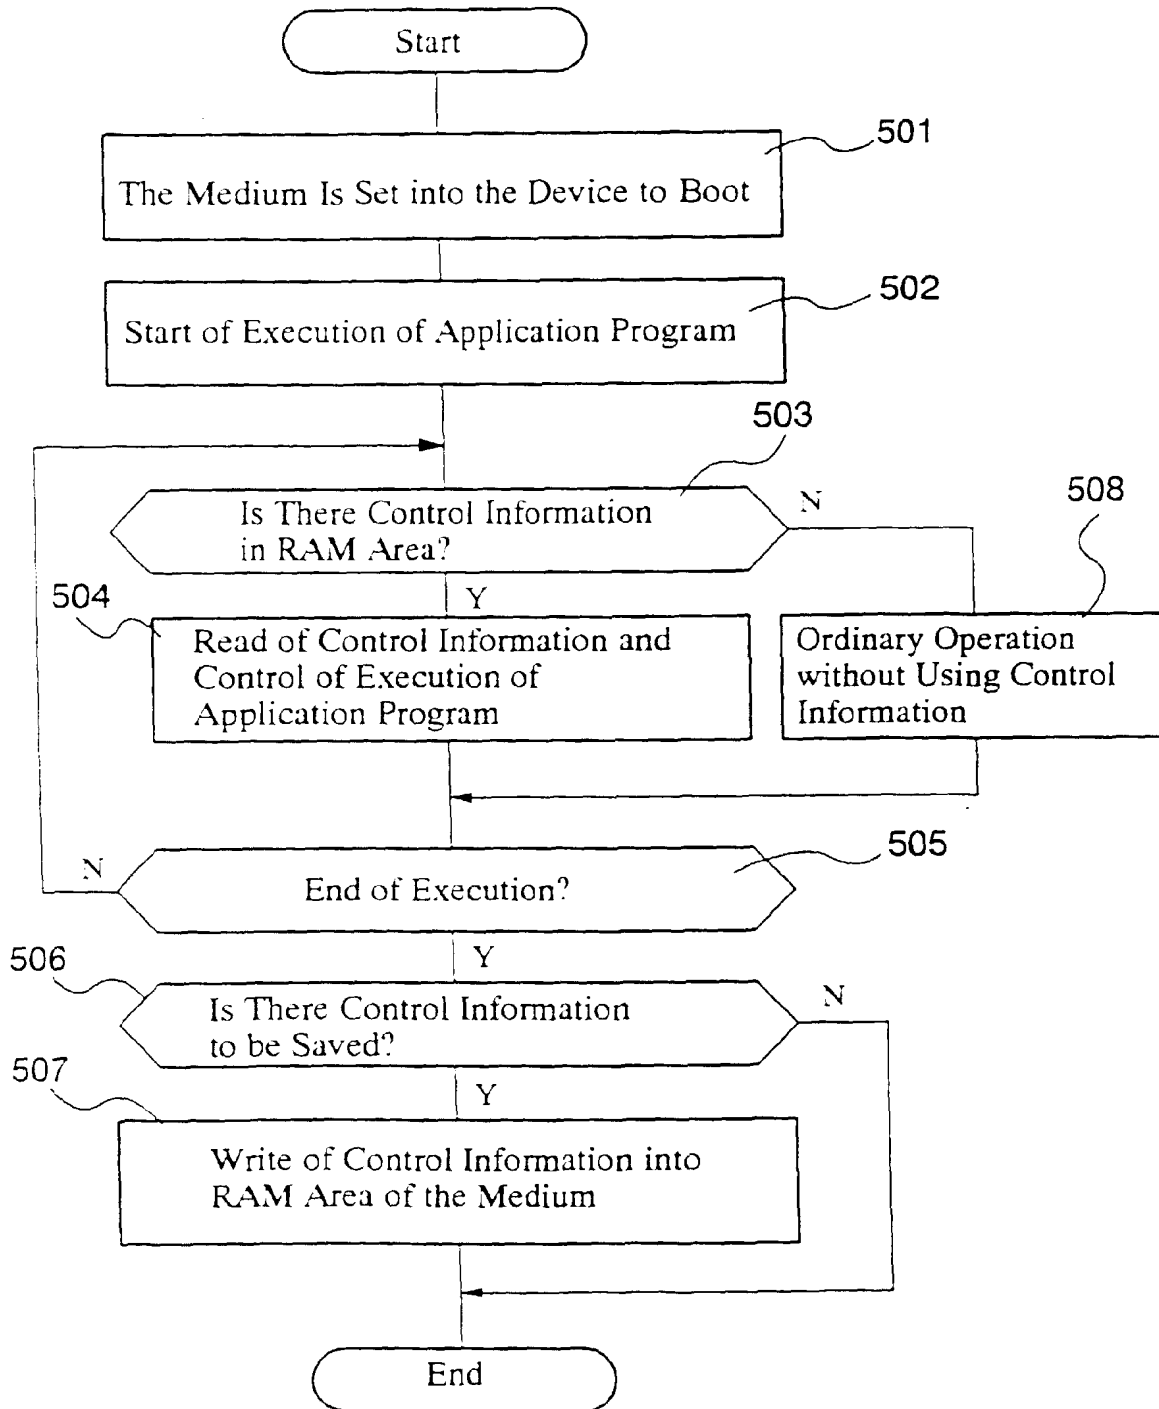 Start
501
The Medium Is Set into the Device to Boot
502
Start of Execution of Application Program
503
Is There Control Information
in RAM Area?
N
508
Y
504
Read of Control Information and
Control of Execution of
Application Program
Ordinary Operation
without Using Control
Information
505
N
End of Execution?
Y
506
Is There Control Information
to be Saved?
N
507
Y
Write of Control Information into
RAM Area of the Medium
End